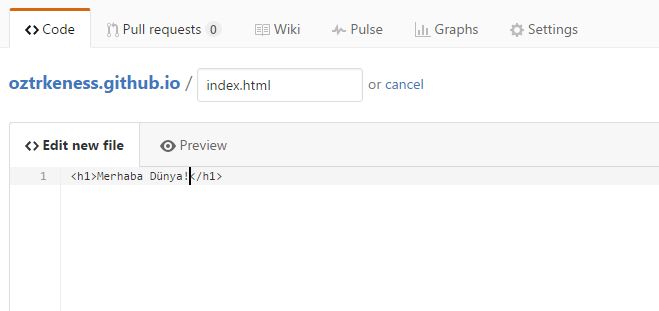 Code Pull requests 0 Wiki Pulse Graphs Settings
oztrkeness.github.io / index.html or cancel
Edit new file Preview
1 <h1>Merhaba Dünya!</h1>